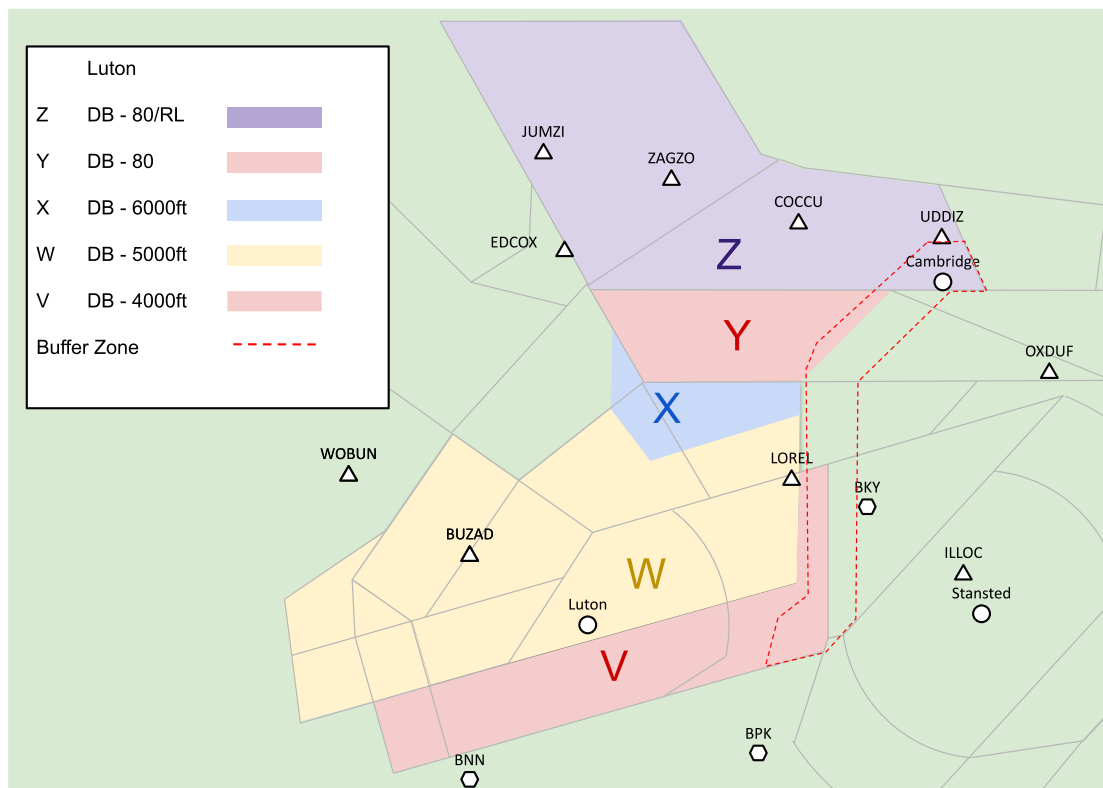 Luton
Z DB - 80/RL
Y DB - 80
X DB - 6000ft
W DB - 5000ft
V DB - 4000ft
Buffer Zone
JUMZI
ZAGZO
COCCU
UDDIZ
EDCOX
Z
Cambridge
Y
OXDUF
X
WOBUN
LOREL
BKY
BUZAD
W
ILLOC
Stansted
Luton
V
BPK
BNN